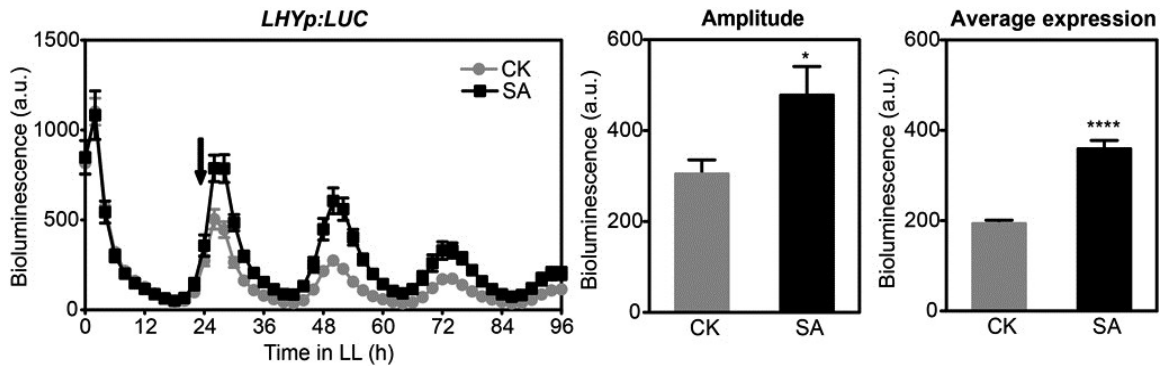 LHYp:LUC
Bioluminescence (a.u.)
1500
1000
500
0
CK
SA
0 12 24 36 48 60 72 84 96
Time in LL (h)
Amplitude
Bioluminescence (a.u.)
600
400
200
0
*
CK SA
Average expression
Bioluminescence (a.u.)
600
400
200
0
****
CK SA